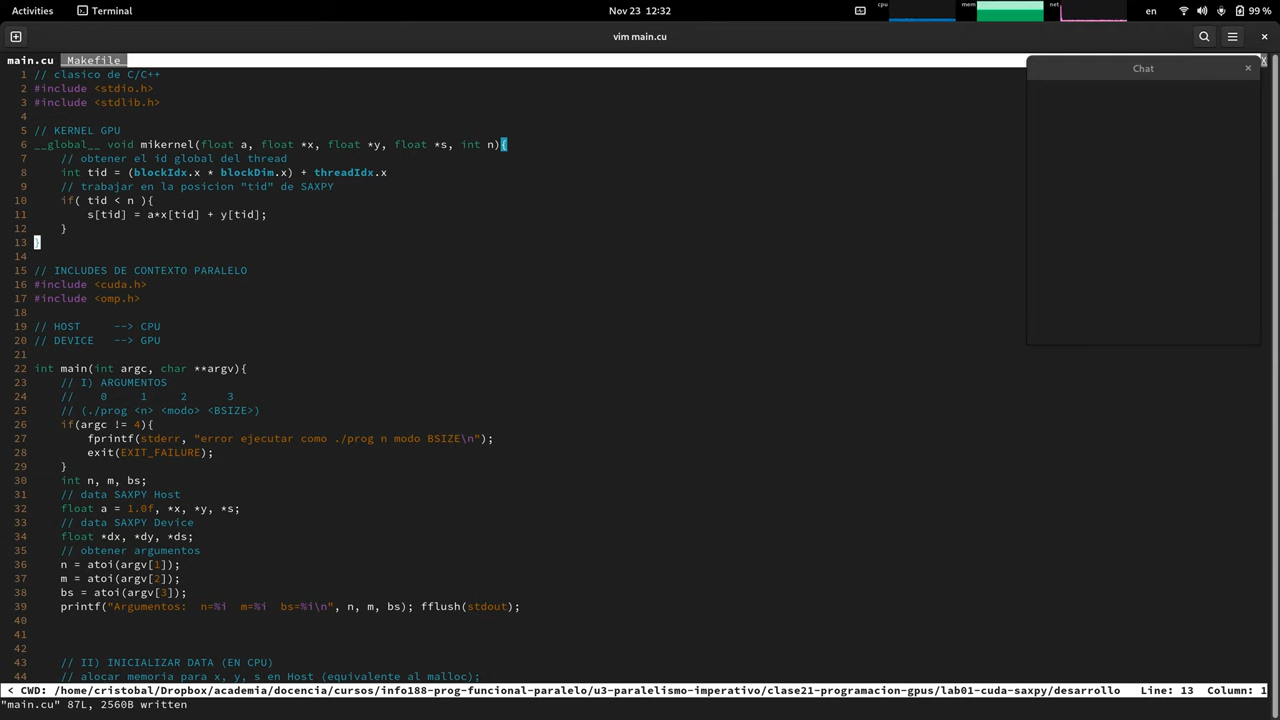 Activities Terminal Nov 23 12:32 cpu mem net en 99 %
vim main.cu
main.cu Makefile X
Chat ×
1 // clasico de C/C++
2 #include <stdio.h>
3 #include <stdlib.h>
4
5 // KERNEL GPU
6 __global__ void mikernel(float a, float *x, float *y, float *s, int n){
7 // obtener el id global del thread
8 int tid = (blockIdx.x * blockDim.x) + threadIdx.x
9 // trabajar en la posicion "tid" de SAXPY
10 if( tid < n ){
11 s[tid] = a*x[tid] + y[tid];
12 }
13 }
14
15 // INCLUDES DE CONTEXTO PARALELO
16 #include <cuda.h>
17 #include <omp.h>
18
19 // HOST --> CPU
20 // DEVICE --> GPU
21
22 int main(int argc, char **argv){
23 // I) ARGUMENTOS
24 // 0 1 2 3
25 // (./prog <n> <modo> <BSIZE>)
26 if(argc != 4){
27 fprintf(stderr, "error ejecutar como ./prog n modo BSIZE\n");
28 exit(EXIT_FAILURE);
29 }
30 int n, m, bs;
31 // data SAXPY Host
32 float a = 1.0f, *x, *y, *s;
33 // data SAXPY Device
34 float *dx, *dy, *ds;
35 // obtener argumentos
36 n = atoi(argv[1]);
37 m = atoi(argv[2]);
38 bs = atoi(argv[3]);
39 printf("Argumentos: n=%i m=%i bs=%i\n", n, m, bs); fflush(stdout);
40
41
42
43 // II) INICIALIZAR DATA (EN CPU)
44 // alocar memoria para x, y, s en Host (equivalente al malloc);
< CWD: /home/cristobal/Dropbox/academia/docencia/cursos/info188-prog-funcional-paralelo/u3-paralelismo-imperativo/clase21-programacion-gpus/lab01-cuda-saxpy/desarrollo Line: 13 Column: 1
"main.cu" 87L, 2560B written